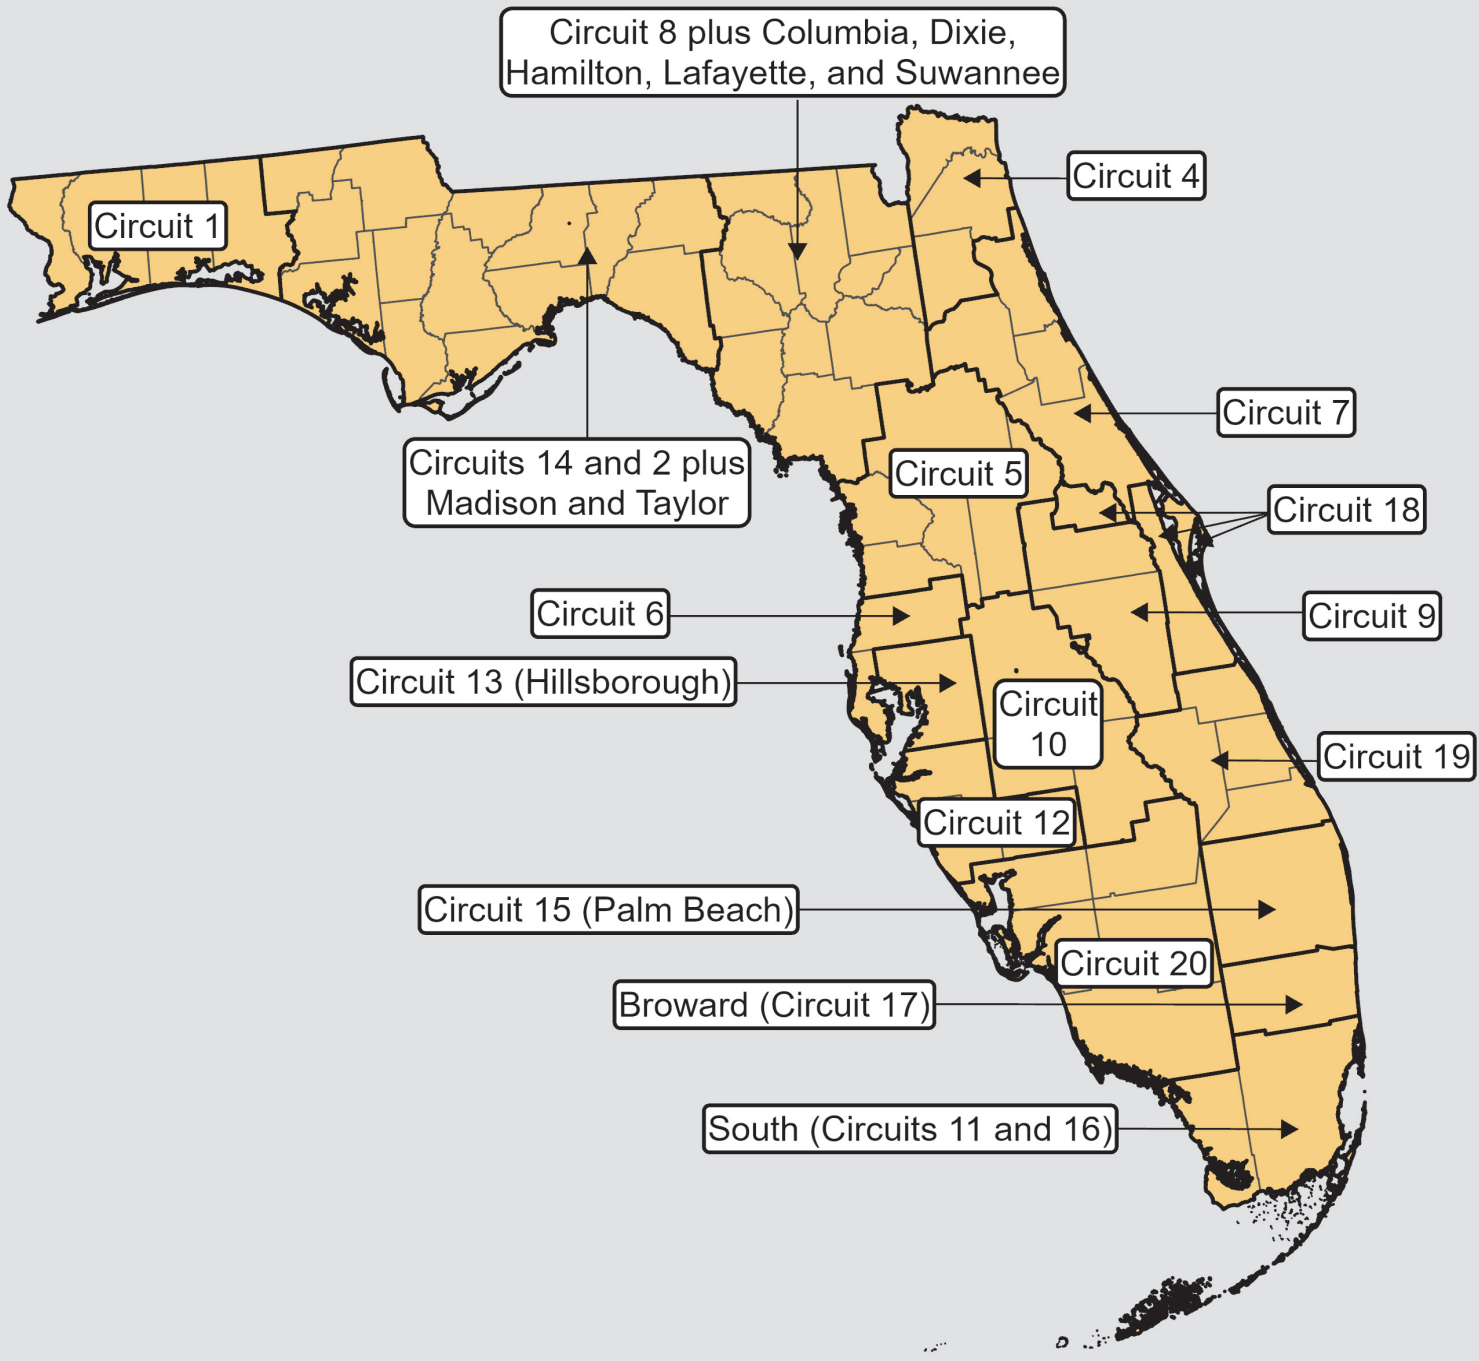 Circuit 8 plus Columbia, Dixie,
Hamilton, Lafayette, and Suwannee
Circuit 4
Circuit 1
Circuit 7
Circuits 14 and 2 plus
Madison and Taylor
Circuit 5
Circuit 18
Circuit 6
Circuit 9
Circuit 13 (Hillsborough)
Circuit
10
Circuit 19
Circuit 12
Circuit 15 (Palm Beach)
Circuit 20
Broward (Circuit 17)
South (Circuits 11 and 16)